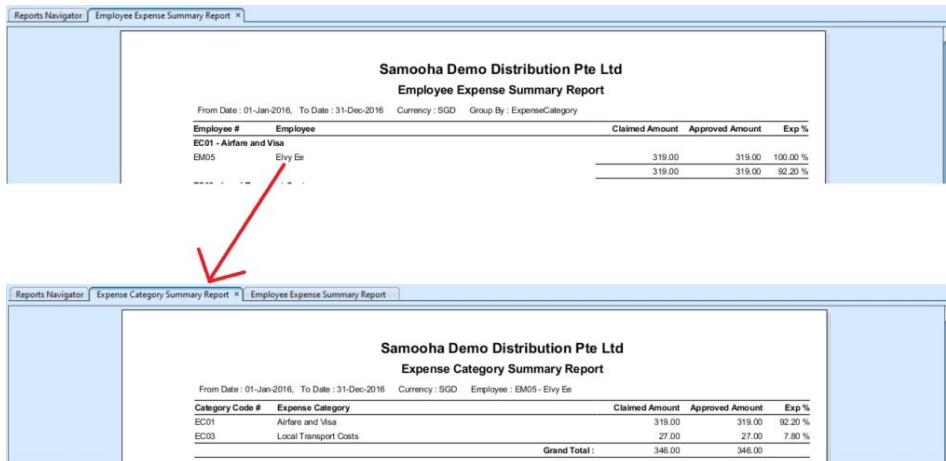 Reports Navigator Employee Expense Summary Report ×
Samooha Demo Distribution Pte Ltd
Employee Expense Summary Report
From Date : 01-Jan-2016, To Date : 31-Dec-2016 Currency : SGD Group By : ExpenseCategory
Employee # Employee Claimed Amount Approved Amount Exp %
EC01 - Airfare and Visa
EM05 Elvy Ee 319.00 319.00 100.00 %
319.00 319.00 92.20 %
Reports Navigator Expense Category Summary Report × Employee Expense Summary Report
Samooha Demo Distribution Pte Ltd
Expense Category Summary Report
From Date : 01-Jan-2016, To Date : 31-Dec-2016 Currency : SGD Employee : EM05 - Elvy Ee
Category Code # Expense Category Claimed Amount Approved Amount Exp %
EC01 Airfare and Visa 319.00 319.00 92.20 %
EC03 Local Transport Costs 27.00 27.00 7.80 %
Grand Total : 346.00 346.00